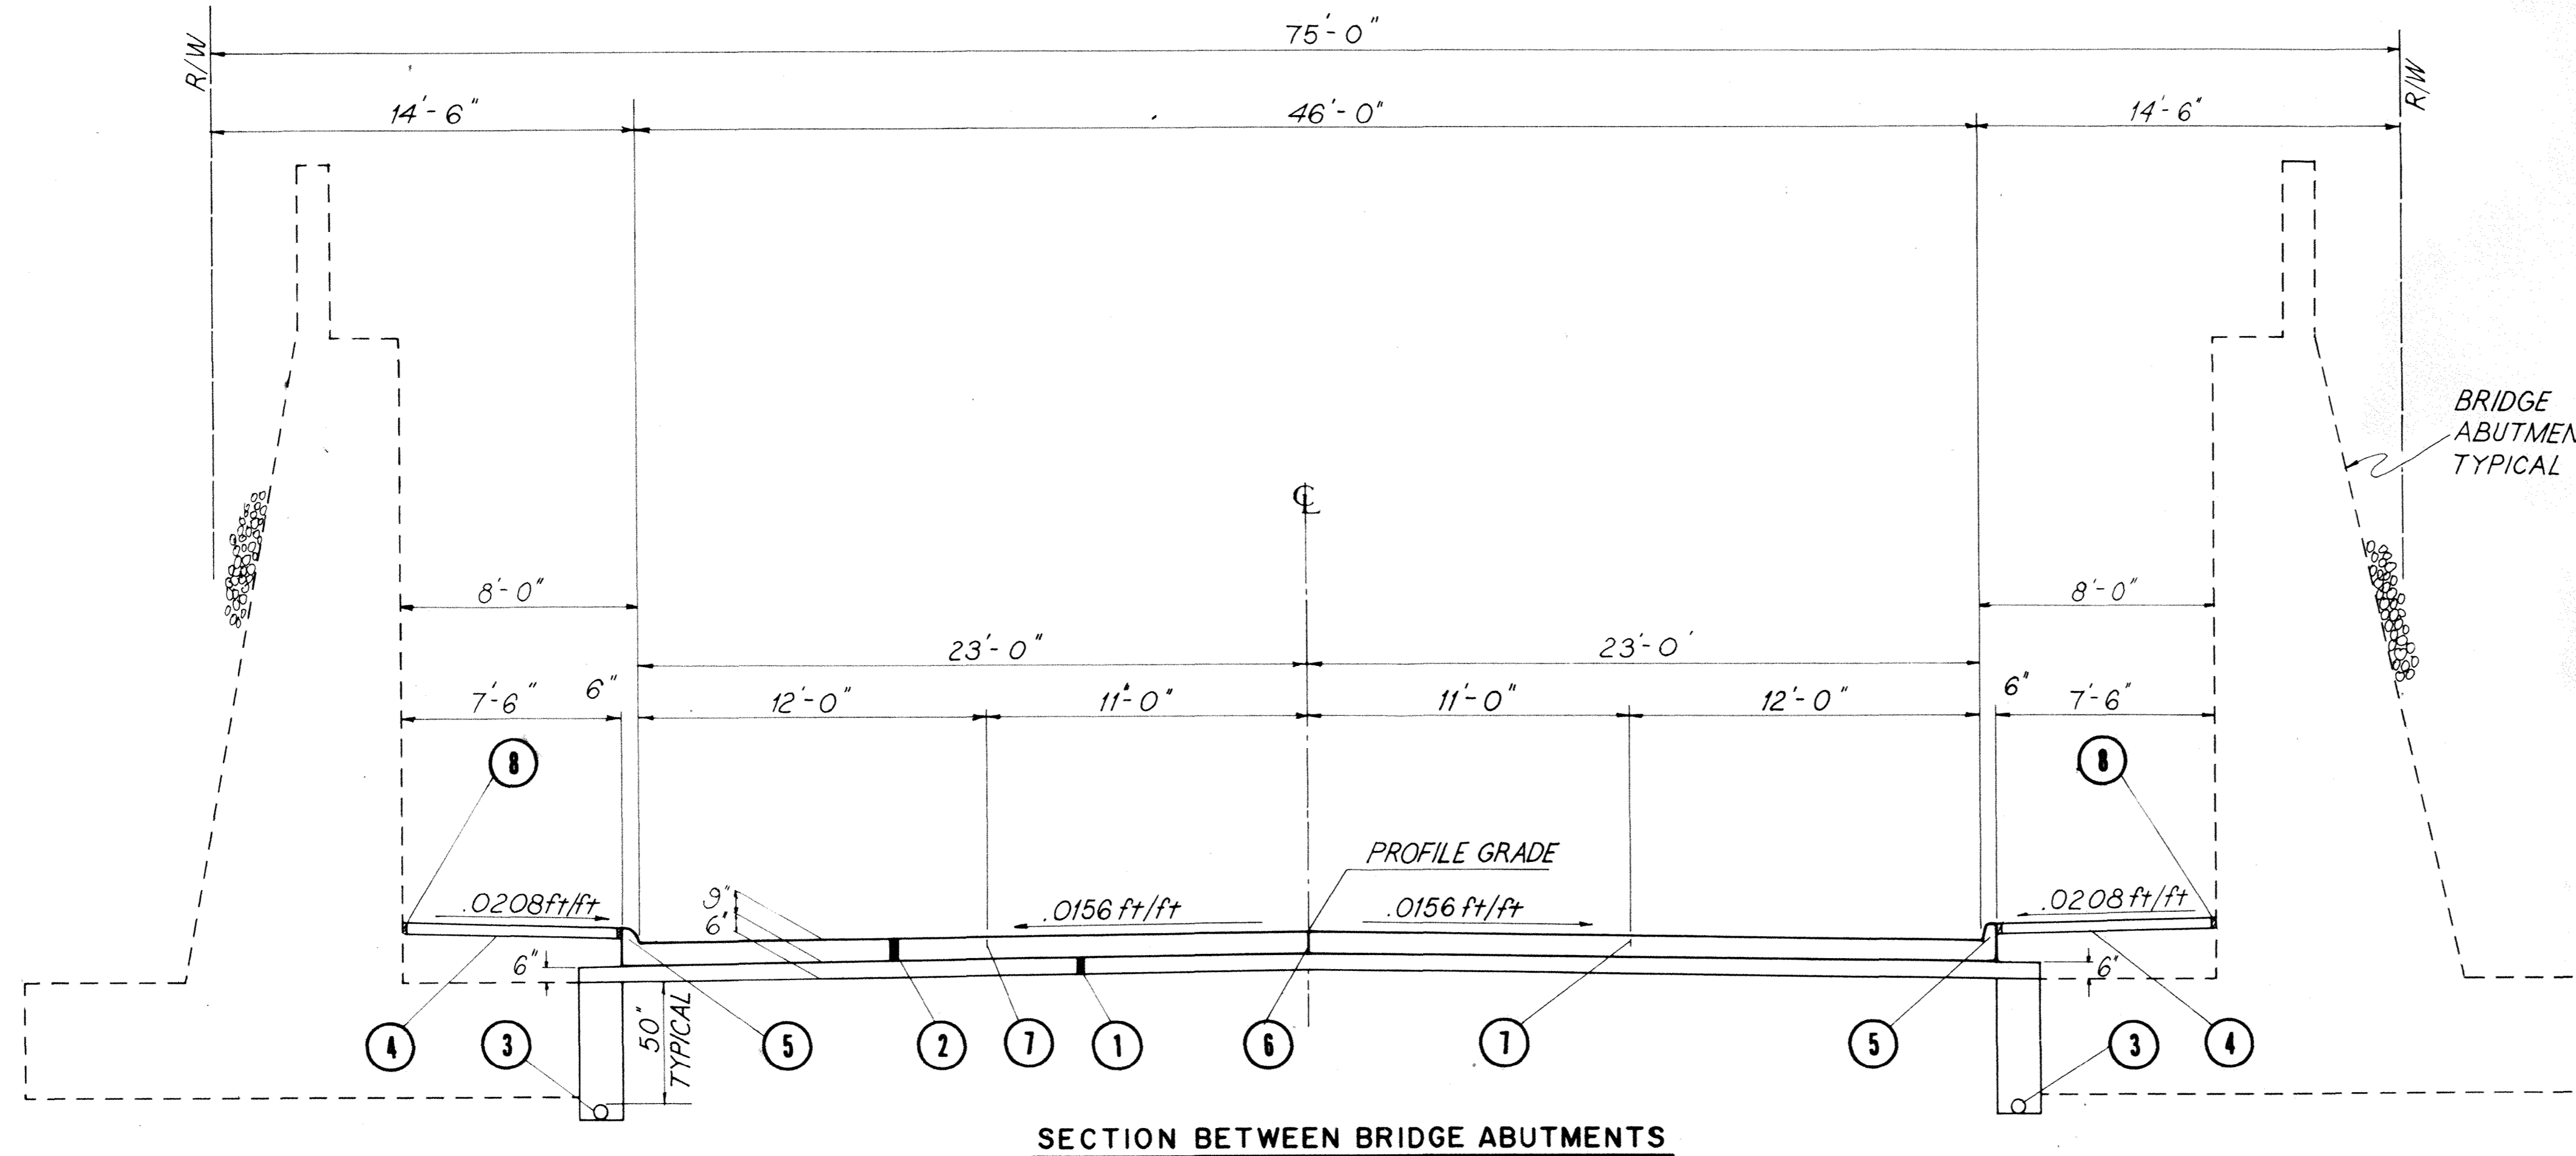 75'-0"
R/W
R/W
14'-6"
46'-0"
14'-6"
BRIDGE
ABUTMEN
TYPICAL
CL
8'-0"
8'-0"
23'-0"
23'-0'
7'-6"
6"
12'-0"
11'-0"
11'-0"
12'-0"
6"
7'-6"
8
8
PROFILE GRADE
.0208ft/ft
9"
6"
.0156 ft/ft
.0156 ft/ft
.0208 ft/ft
6"
6"
50"
TYPICAL
4
3
5
2
7
1
6
7
5
3
4
SECTION BETWEEN BRIDGE ABUTMENTS